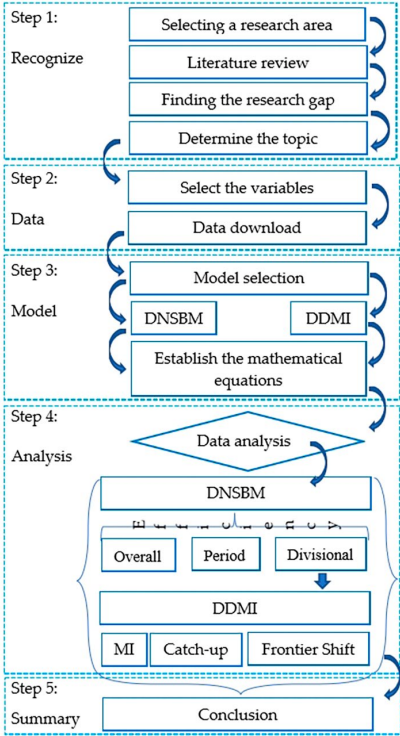 Step 1:
Recognize
Selecting a research area
Literature review
Finding the research gap
Determine the topic
Step 2:
Data
Select the variables
Data download
Step 3:
Model
Model selection
DNSBM
DDMI
Establish the mathematical
equations
Step 4:
Analysis
Data analysis
DNSBM
Efficiency
Overall
Period
Divisional
DDMI
MI
Catch-up
Frontier Shift
Step 5:
Summary
Conclusion